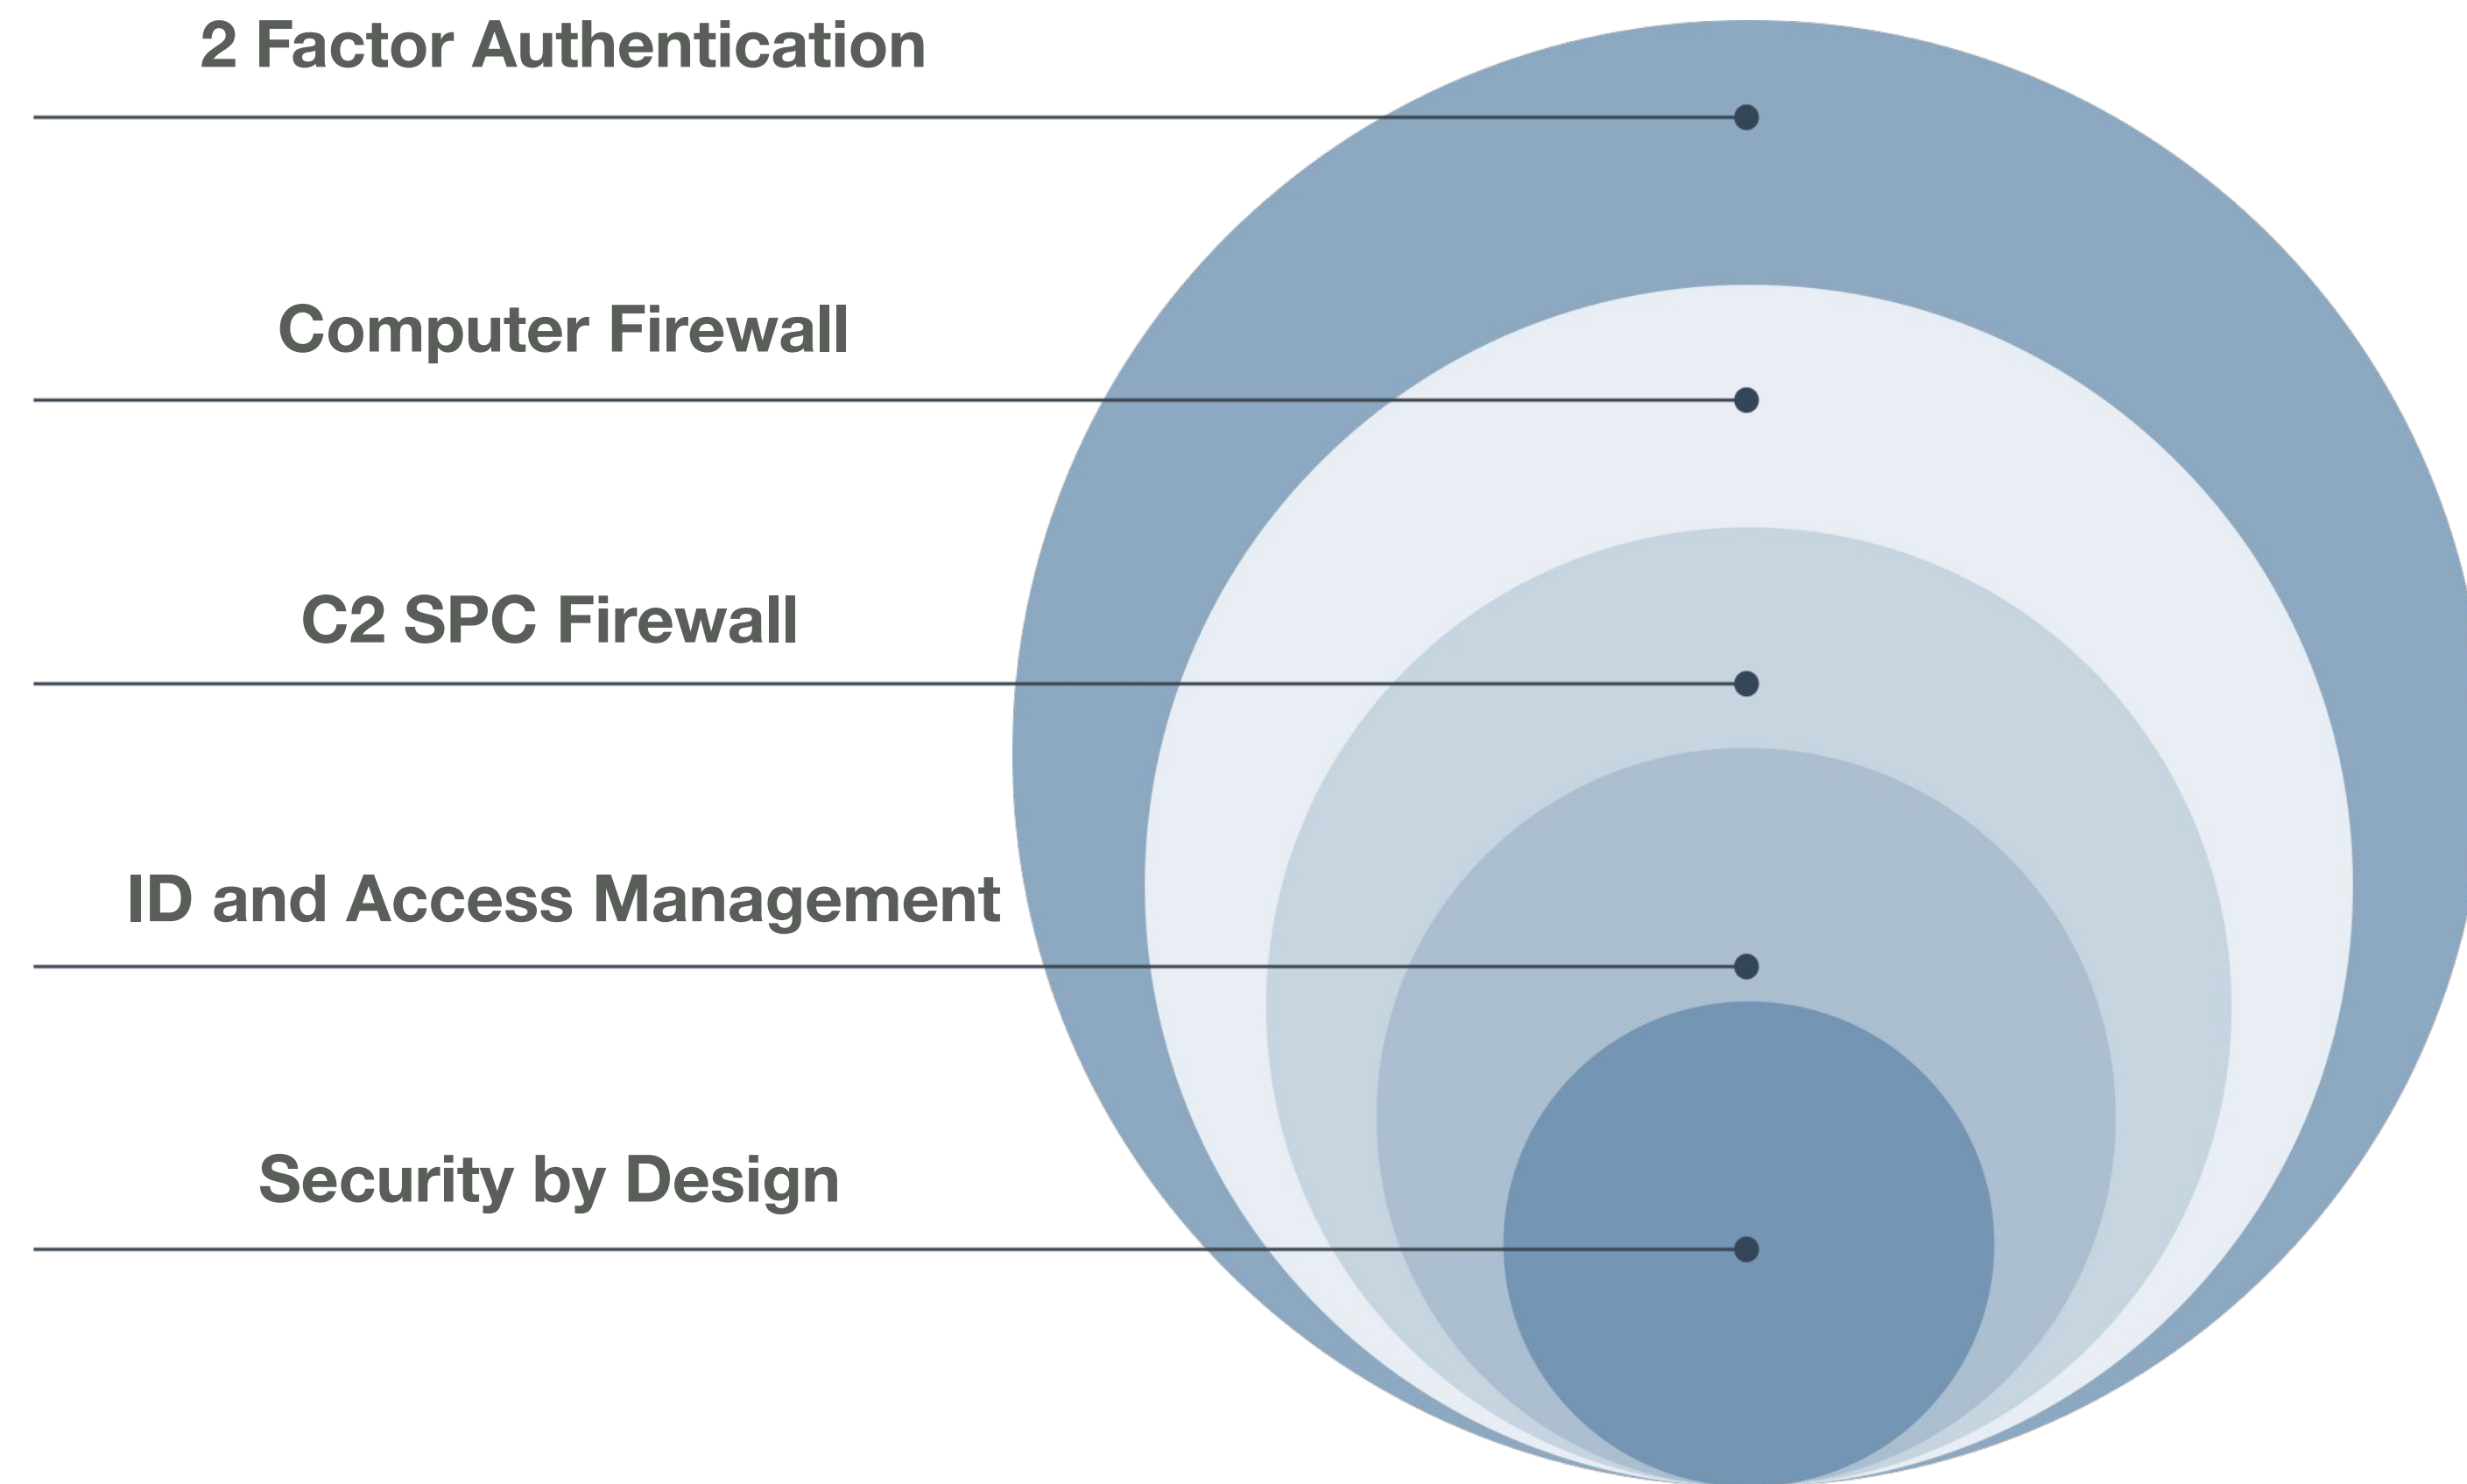 2 Factor Authentication
Computer Firewall
C2 SPC Firewall
ID and Access Management
Security by Design